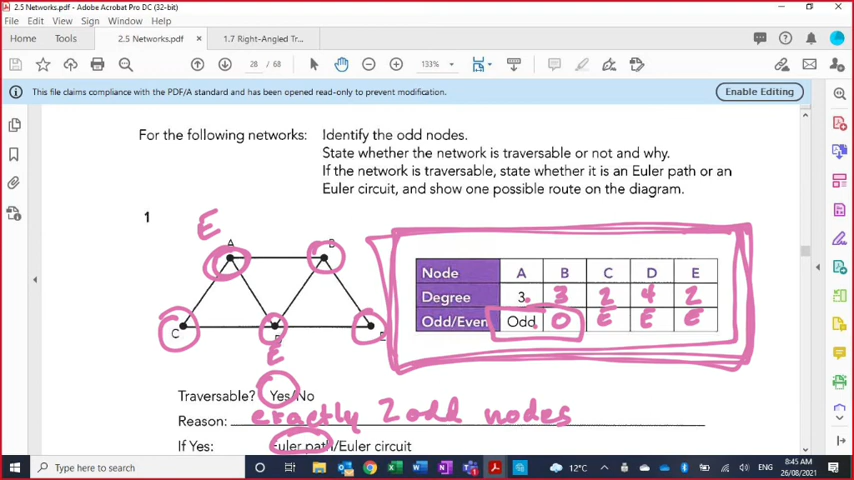 2.5 Networks.pdf - Adobe Acrobat Pro DC (32-bit)
File Edit View Sign Window Help
Home Tools 2.5 Networks.pdf × 1.7 Right-Angled Tr...
28 / 68 133%
This file claims compliance with the PDF/A standard and has been opened read-only to prevent modification. Enable Editing
For the following networks: Identify the odd nodes.
State whether the network is traversable or not and why.
If the network is traversable, state whether it is an Euler path or an
Euler circuit, and show one possible route on the diagram.
1
E
A B
C
E
Node A B C D E
Degree 3. 3 2 4 2
Odd/Even Odd O E E E
Traversable? Yes/No
Reason: exactly 2 odd nodes
If Yes: Euler path/Euler circuit
Type here to search 12°C ENG 8:45 AM
26/08/2021